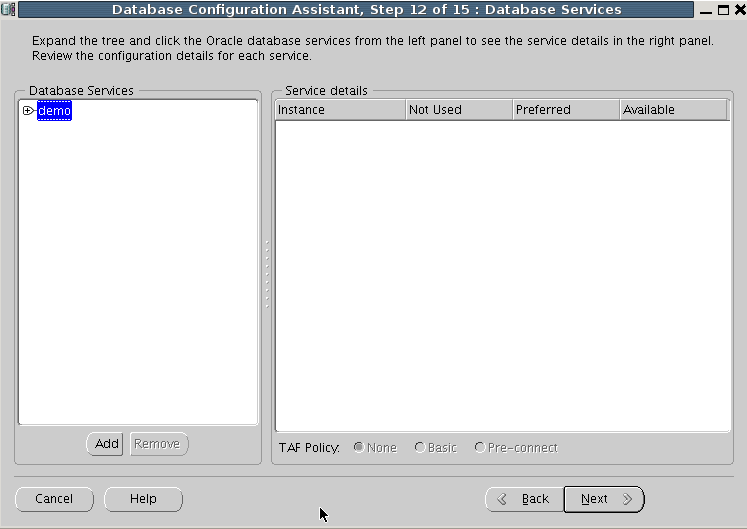 Database Configuration Assistant, Step 12 of 15 : Database Services
Expand the tree and click the Oracle database services from the left panel to see the service details in the right panel.
Review the configuration details for each service.
Database Services
demo
Add Remove
Service details
Instance Not Used Preferred Available
TAF Policy: None Basic Pre-connect
Cancel Help Back Next